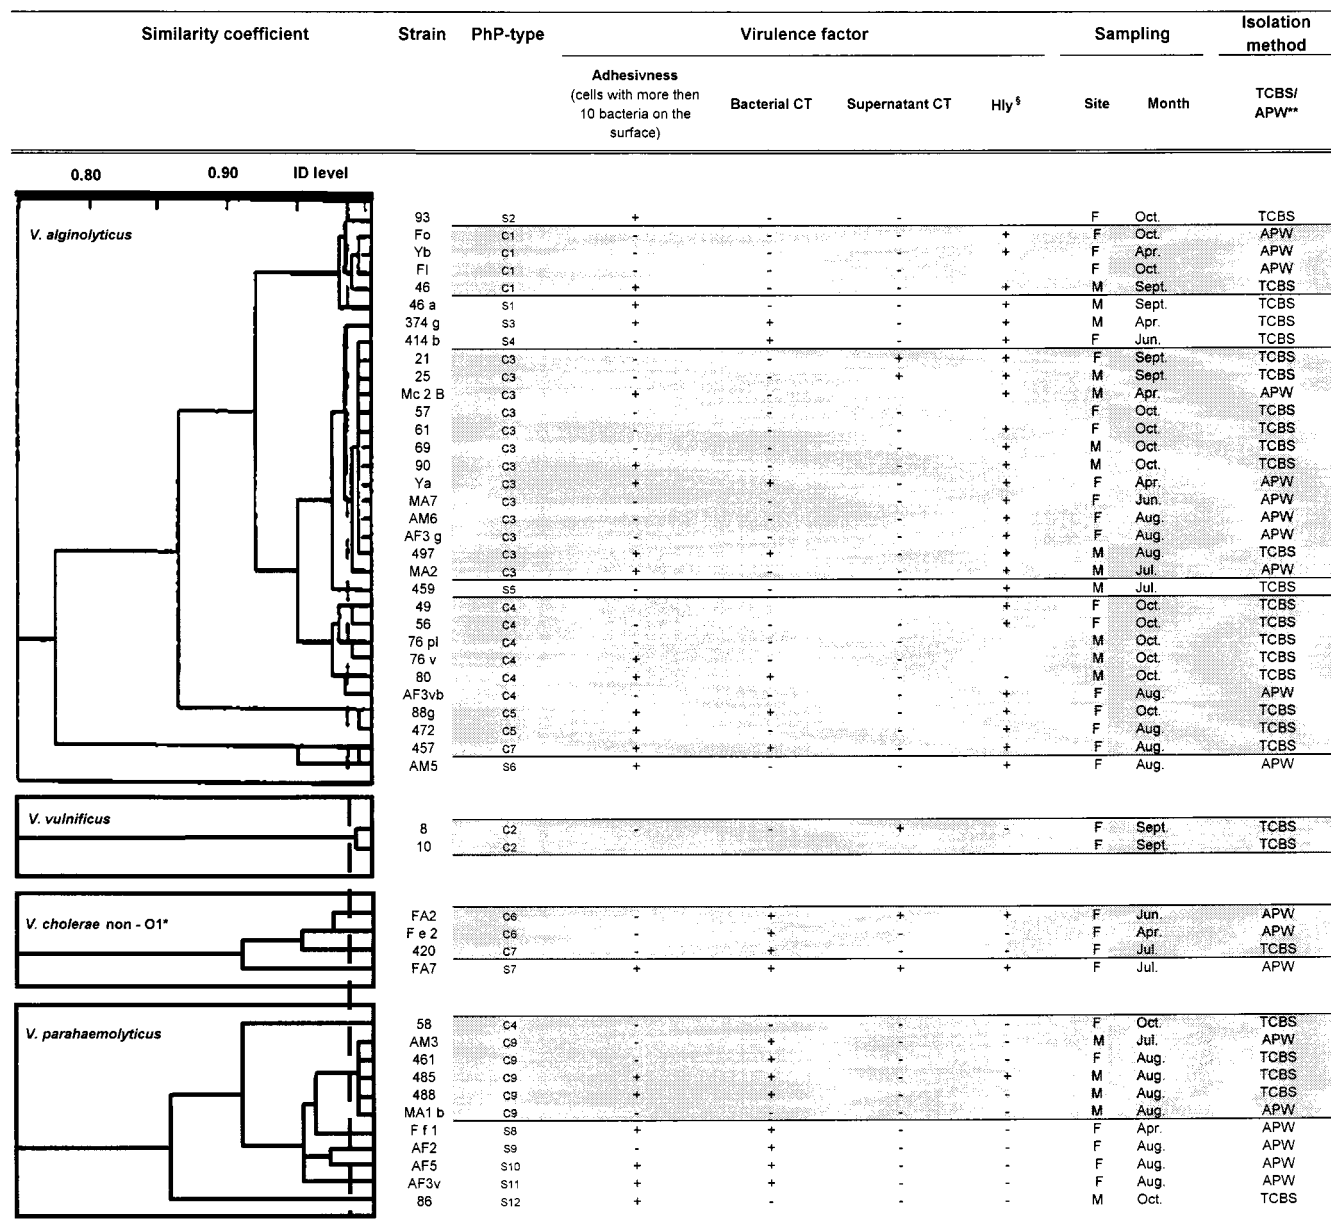 Similarity coefficient Strain PhP-type Virulence factor Sampling Isolation method
Adhesivness (cells with more then 10 bacteria on the surface) Bacterial CT Supernatant CT Hly § Site Month TCBS/ APW**
0.80 0.90 ID level
V. alginolyticus
93 S2 + - - F Oct. TCBS
Fo C1 - - - + F Oct. APW
Yb C1 - - - + F Apr. APW
Fl C1 - - - F Oct. APW
46 C1 + - - + M Sept. TCBS
46 a S1 + - - + M Sept. TCBS
374 g S3 + + - + M Apr. TCBS
414 b S4 - + - + F Jun. TCBS
21 C3 - - + + F Sept. TCBS
25 C3 - - + + M Sept. TCBS
Mc 2 B C3 + - - + M Apr. APW
57 C3 - - - F Oct. TCBS
61 C3 - - - + F Oct. TCBS
69 C3 - - - + M Oct. TCBS
90 C3 + - - + M Oct. TCBS
Ya C3 + + - + F Apr. APW
MA7 C3 - - - + F Jun. APW
AM6 C3 - - - + F Aug. APW
AF3 g C3 - - - + F Aug. APW
497 C3 + + - + M Aug. TCBS
MA2 C3 + - - + M Jul. APW
459 S5 - - - + M Jul. TCBS
49 C4 - - - + F Oct. TCBS
56 C4 - - - + F Oct. TCBS
76 pl C4 - - - M Oct. TCBS
76 v C4 + - - M Oct. TCBS
80 C4 + + - - M Oct. TCBS
AF3vb C4 - - + F Aug. APW
88g C5 + + - + F Oct. TCBS
472 C5 + - - + F Aug. TCBS
457 C7 + + - + F Aug. TCBS
AM5 S6 + - - + F Aug. APW
V. vulnificus
8 C2 - - + - F Sept. TCBS
10 C2 F Sept. TCBS
V. cholerae non - O1*
FA2 C6 - + + + F Jun. APW
F e 2 C6 - + - - F Apr. APW
420 C7 - + - - F Jul. TCBS
FA7 S7 + + + + F Jul. APW
V. parahaemolyticus
58 C4 - - - - F Oct. TCBS
AM3 C9 - + - - M Jul. APW
461 C9 - + - - F Aug. TCBS
485 C9 + + - + M Aug. TCBS
488 C9 + + - - M Aug. TCBS
MA1 b C9 - - - - M Aug. APW
F f 1 S8 + + - - F Apr. APW
AF2 S9 - + - - F Aug. APW
AF5 S10 + + - - F Aug. APW
AF3v S11 + + - - F Aug. APW
86 S12 + - - - M Oct. TCBS